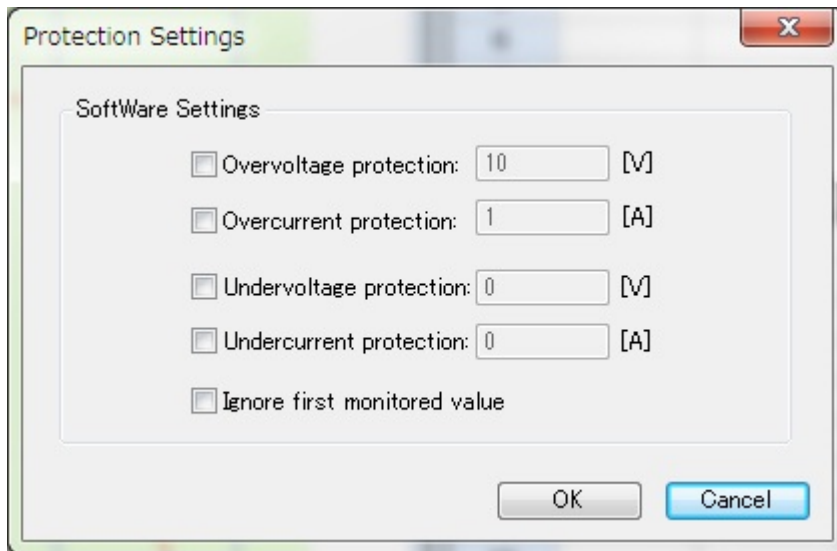 Protection Settings
SoftWare Settings
Overvoltage protection: 10 [V]
Overcurrent protection: 1 [A]
Undervoltage protection: 0 [V]
Undercurrent protection: 0 [A]
Ignore first monitored value
OK Cancel